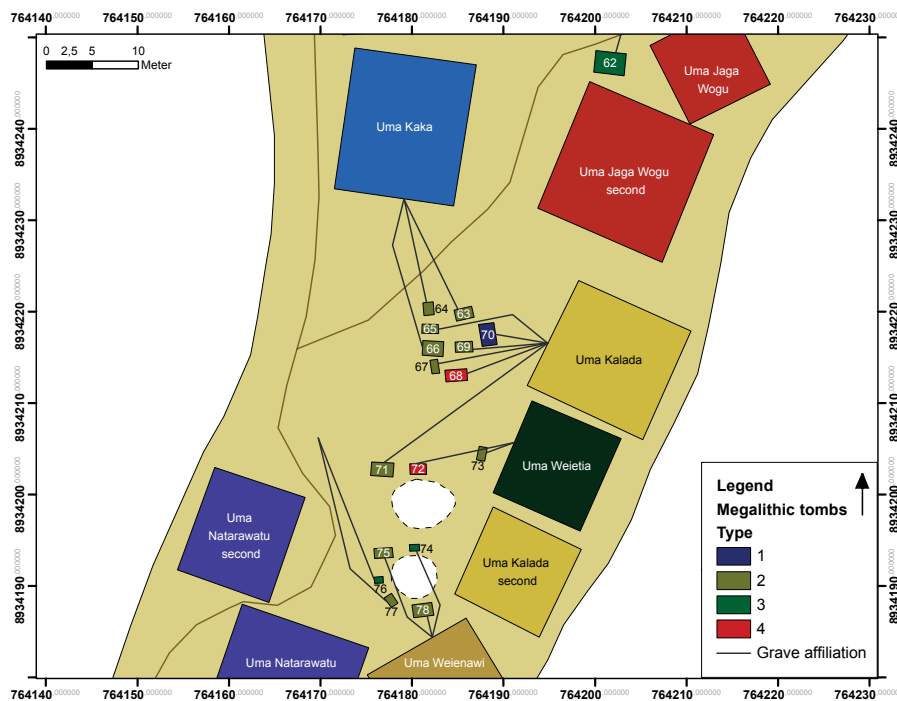 764140.000000 764150.000000 764160.000000 764170.000000 764180.000000 764190.000000 764200.000000 764210.000000 764220.000000 764230.000000
0 2,5 5 10
Meter
62
Uma Jaga
Wogu
Uma Kaka
8934240.000000
8934240.000000
Uma Jaga Wogu
second
8934230.000000
8934230.000000
64
63
65
70
66
69
67
68
8934220.000000
8934220.000000
Uma Kalada
8934210.000000
8934210.000000
71
72
73
Uma Weietia
8934200.000000
8934200.000000
Uma
Natarawatu
second
75
74
76
77
78
Uma Kalada
second
8934190.000000
8934190.000000
Uma Natarawatu
Uma Weienawi
Legend
Megalithic tombs
Type
1
2
3
4
Grave affiliation
764140.000000 764150.000000 764160.000000 764170.000000 764180.000000 764190.000000 764200.000000 764210.000000 764220.000000 764230.000000